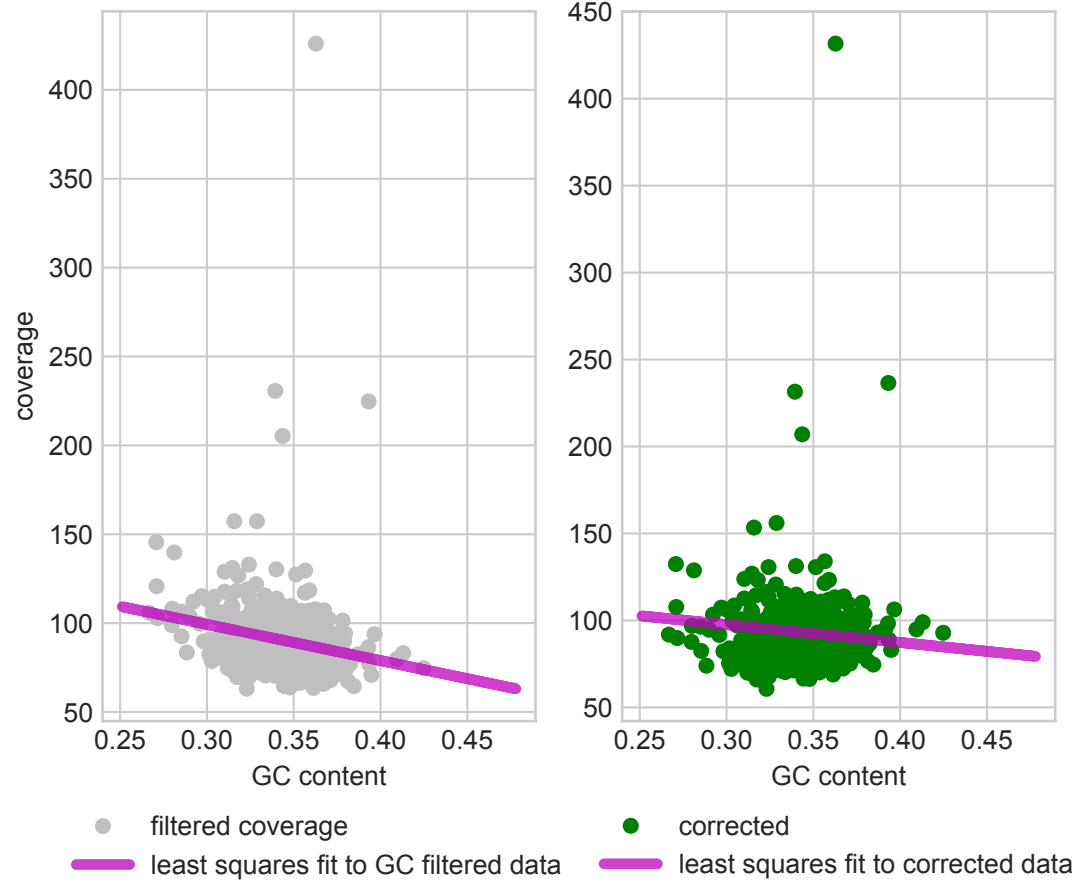 450
400
350
300
250
200
150
100
50
400
350
300
250
200
150
100
50
coverage
0.25 0.30 0.35 0.40 0.45
0.25 0.30 0.35 0.40 0.45
GC content
GC content
filtered coverage
corrected
least squares fit to GC filtered data
least squares fit to corrected data